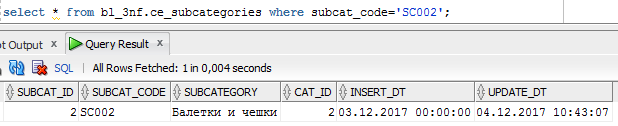 select * from bl_3nf.ce_subcategories where subcat_code='SC002';
Output × Query Result ×
SQL | All Rows Fetched: 1 in 0,004 seconds
SUBCAT_ID SUBCAT_CODE SUBCATEGORY CAT_ID INSERT_DT UPDATE_DT
2 SC002 Балетки и чешки 2 03.12.2017 00:00:00 04.12.2017 10:43:07